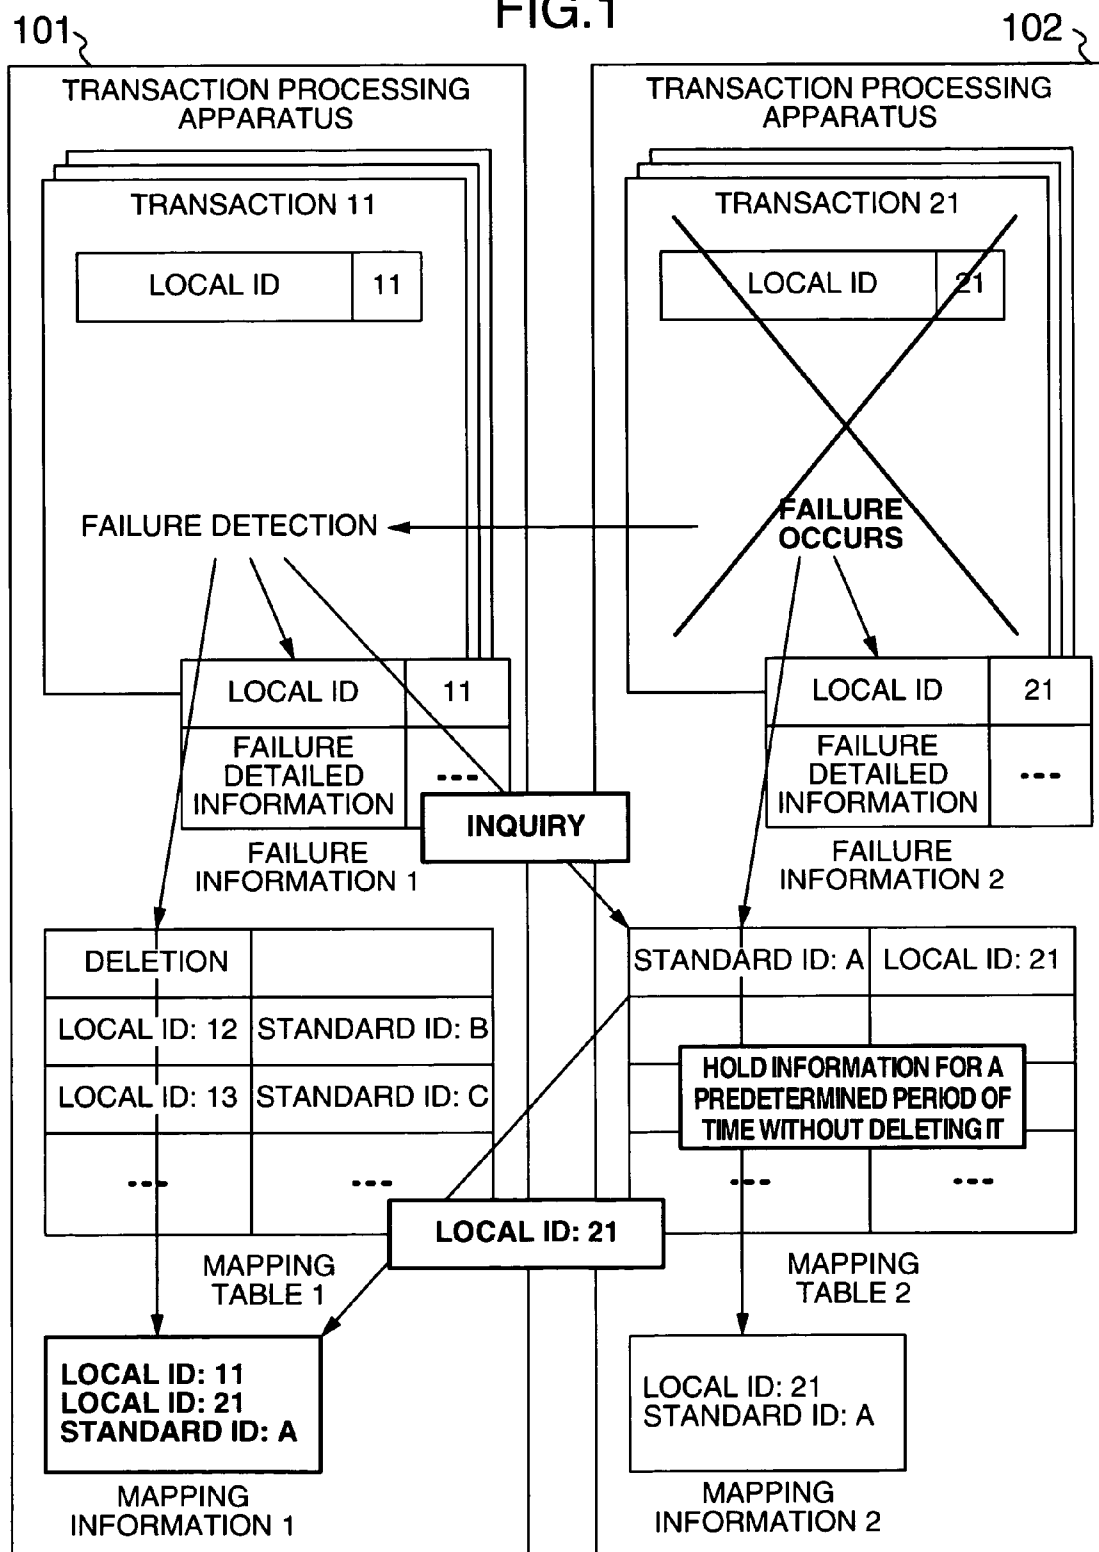 FIG.1
101
102
TRANSACTION PROCESSING
APPARATUS
TRANSACTION 11
LOCAL ID 11
FAILURE DETECTION
LOCAL ID 11
FAILURE
DETAILED
INFORMATION
---
FAILURE
INFORMATION 1
INQUIRY
DELETION
LOCAL ID: 12 STANDARD ID: B
LOCAL ID: 13 STANDARD ID: C
--- ---
MAPPING
TABLE 1
LOCAL ID: 21
LOCAL ID: 11
LOCAL ID: 21
STANDARD ID: A
MAPPING
INFORMATION 1
TRANSACTION PROCESSING
APPARATUS
TRANSACTION 21
LOCAL ID 21
FAILURE
OCCURS
LOCAL ID 21
FAILURE
DETAILED
INFORMATION
---
FAILURE
INFORMATION 2
STANDARD ID: A LOCAL ID: 21
HOLD INFORMATION FOR A
PREDETERMINED PERIOD OF
TIME WITHOUT DELETING IT
--- ---
MAPPING
TABLE 2
LOCAL ID: 21
STANDARD ID: A
MAPPING
INFORMATION 2